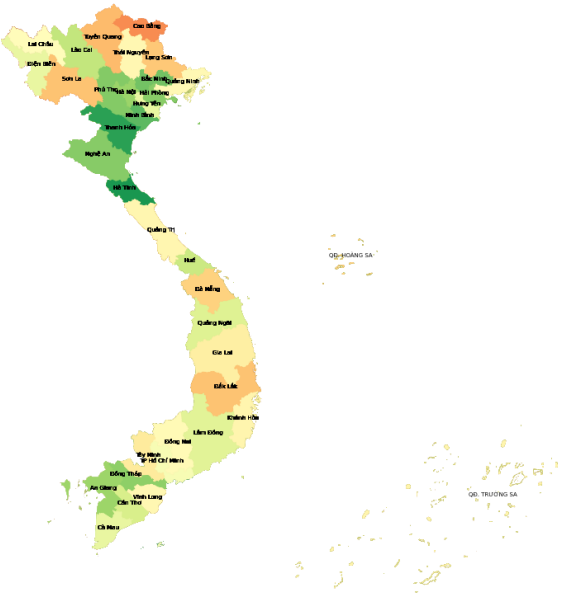 Cao Bằng
Tuyên Quang
Lai Châu
Lào Cai
Thái Nguyên
Lạng Sơn
Điện Biên
Sơn La
Bắc Ninh
Quảng Ninh
Phú Thọ
Hà Nội
Hải Phòng
Hưng Yên
Ninh Bình
Thanh Hóa
Nghệ An
Hà Tĩnh
Quảng Trị
QĐ. HOÀNG SA
Huế
Đà Nẵng
Quảng Ngãi
Gia Lai
Đắk Lắk
Khánh Hòa
Lâm Đồng
Đồng Nai
Tây Ninh
TP Hồ Chí Minh
Đồng Tháp
An Giang
QĐ. TRƯỜNG SA
Vĩnh Long
Cần Thơ
Cà Mau